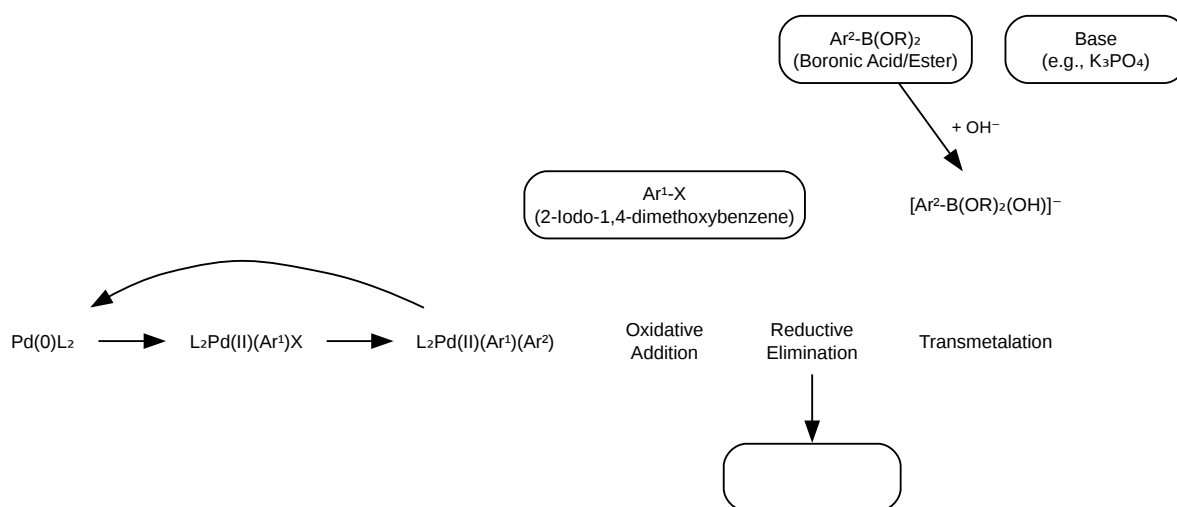 Ar²-B(OR)₂
(Boronic Acid/Ester)
Base
(e.g., K₃PO₄)
+ OH⁻
Ar¹-X
(2-Iodo-1,4-dimethoxybenzene)
[Ar²-B(OR)₂(OH)]⁻
Pd(0)L₂
L₂Pd(II)(Ar¹)X
L₂Pd(II)(Ar¹)(Ar²)
Oxidative
Addition
Reductive
Elimination
Transmetalation